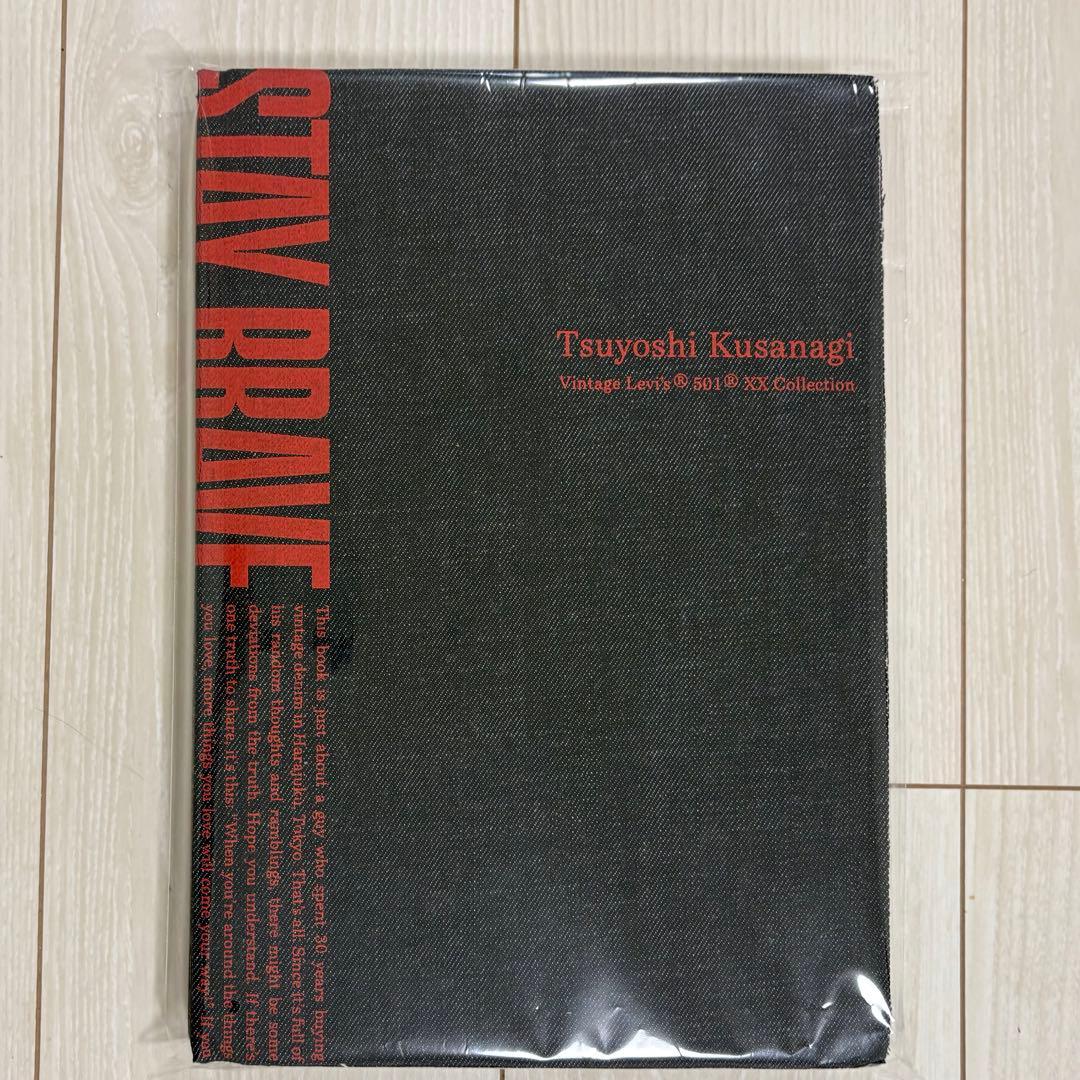 STAY BRAVE
Tsuyoshi Kusanagi
Vintage Levi's® 501® XX Collection
This book is just about a guy who spent 30 years buying
vintage denim in Harajuku, Tokyo. That's all. Since it's full of
his random thoughts and ramblings, there might be some
deviations from the truth. Hope you understand. If there's
one truth to share, it's this: "When you're around the things
you love, more things you love will come your way." If you